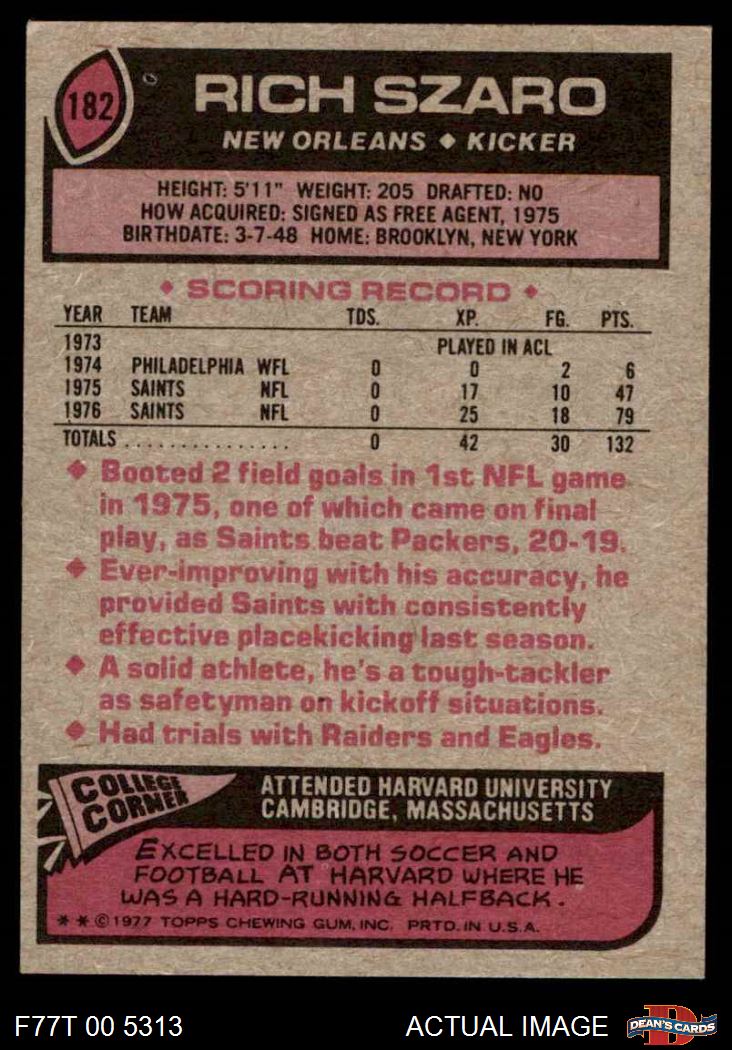 182
RICH SZARO
NEW ORLEANS ◆ KICKER
HEIGHT: 5'11" WEIGHT: 205 DRAFTED: NO
HOW ACQUIRED: SIGNED AS FREE AGENT, 1975
BIRTHDATE: 3-7-48 HOME: BROOKLYN, NEW YORK
◆ SCORING RECORD ◆
YEAR TEAM TDS. XP. FG. PTS.
1973 PLAYED IN ACL
1974 PHILADELPHIA WFL 0 0 2 6
1975 SAINTS NFL 0 17 10 47
1976 SAINTS NFL 0 25 18 79
TOTALS . . . . . . . . . . . . . . . 0 42 30 132
◆ Booted 2 field goals in 1st NFL game
in 1975, one of which came on final
play, as Saints beat Packers, 20-19.
◆ Ever-improving with his accuracy, he
provided Saints with consistently
effective placekicking last season.
◆ A solid athlete, he's a tough-tackler
as safetyman on kickoff situations.
◆ Had trials with Raiders and Eagles.
COLLEGE
CORNER
ATTENDED HARVARD UNIVERSITY
CAMBRIDGE, MASSACHUSETTS
EXCELLED IN BOTH SOCCER AND
FOOTBALL AT HARVARD WHERE HE
WAS A HARD-RUNNING HALFBACK.
* * © 1977 TOPPS CHEWING GUM, INC. PRTD. IN U.S.A.
F77T 00 5313
ACTUAL IMAGE
DEAN'S CARDS